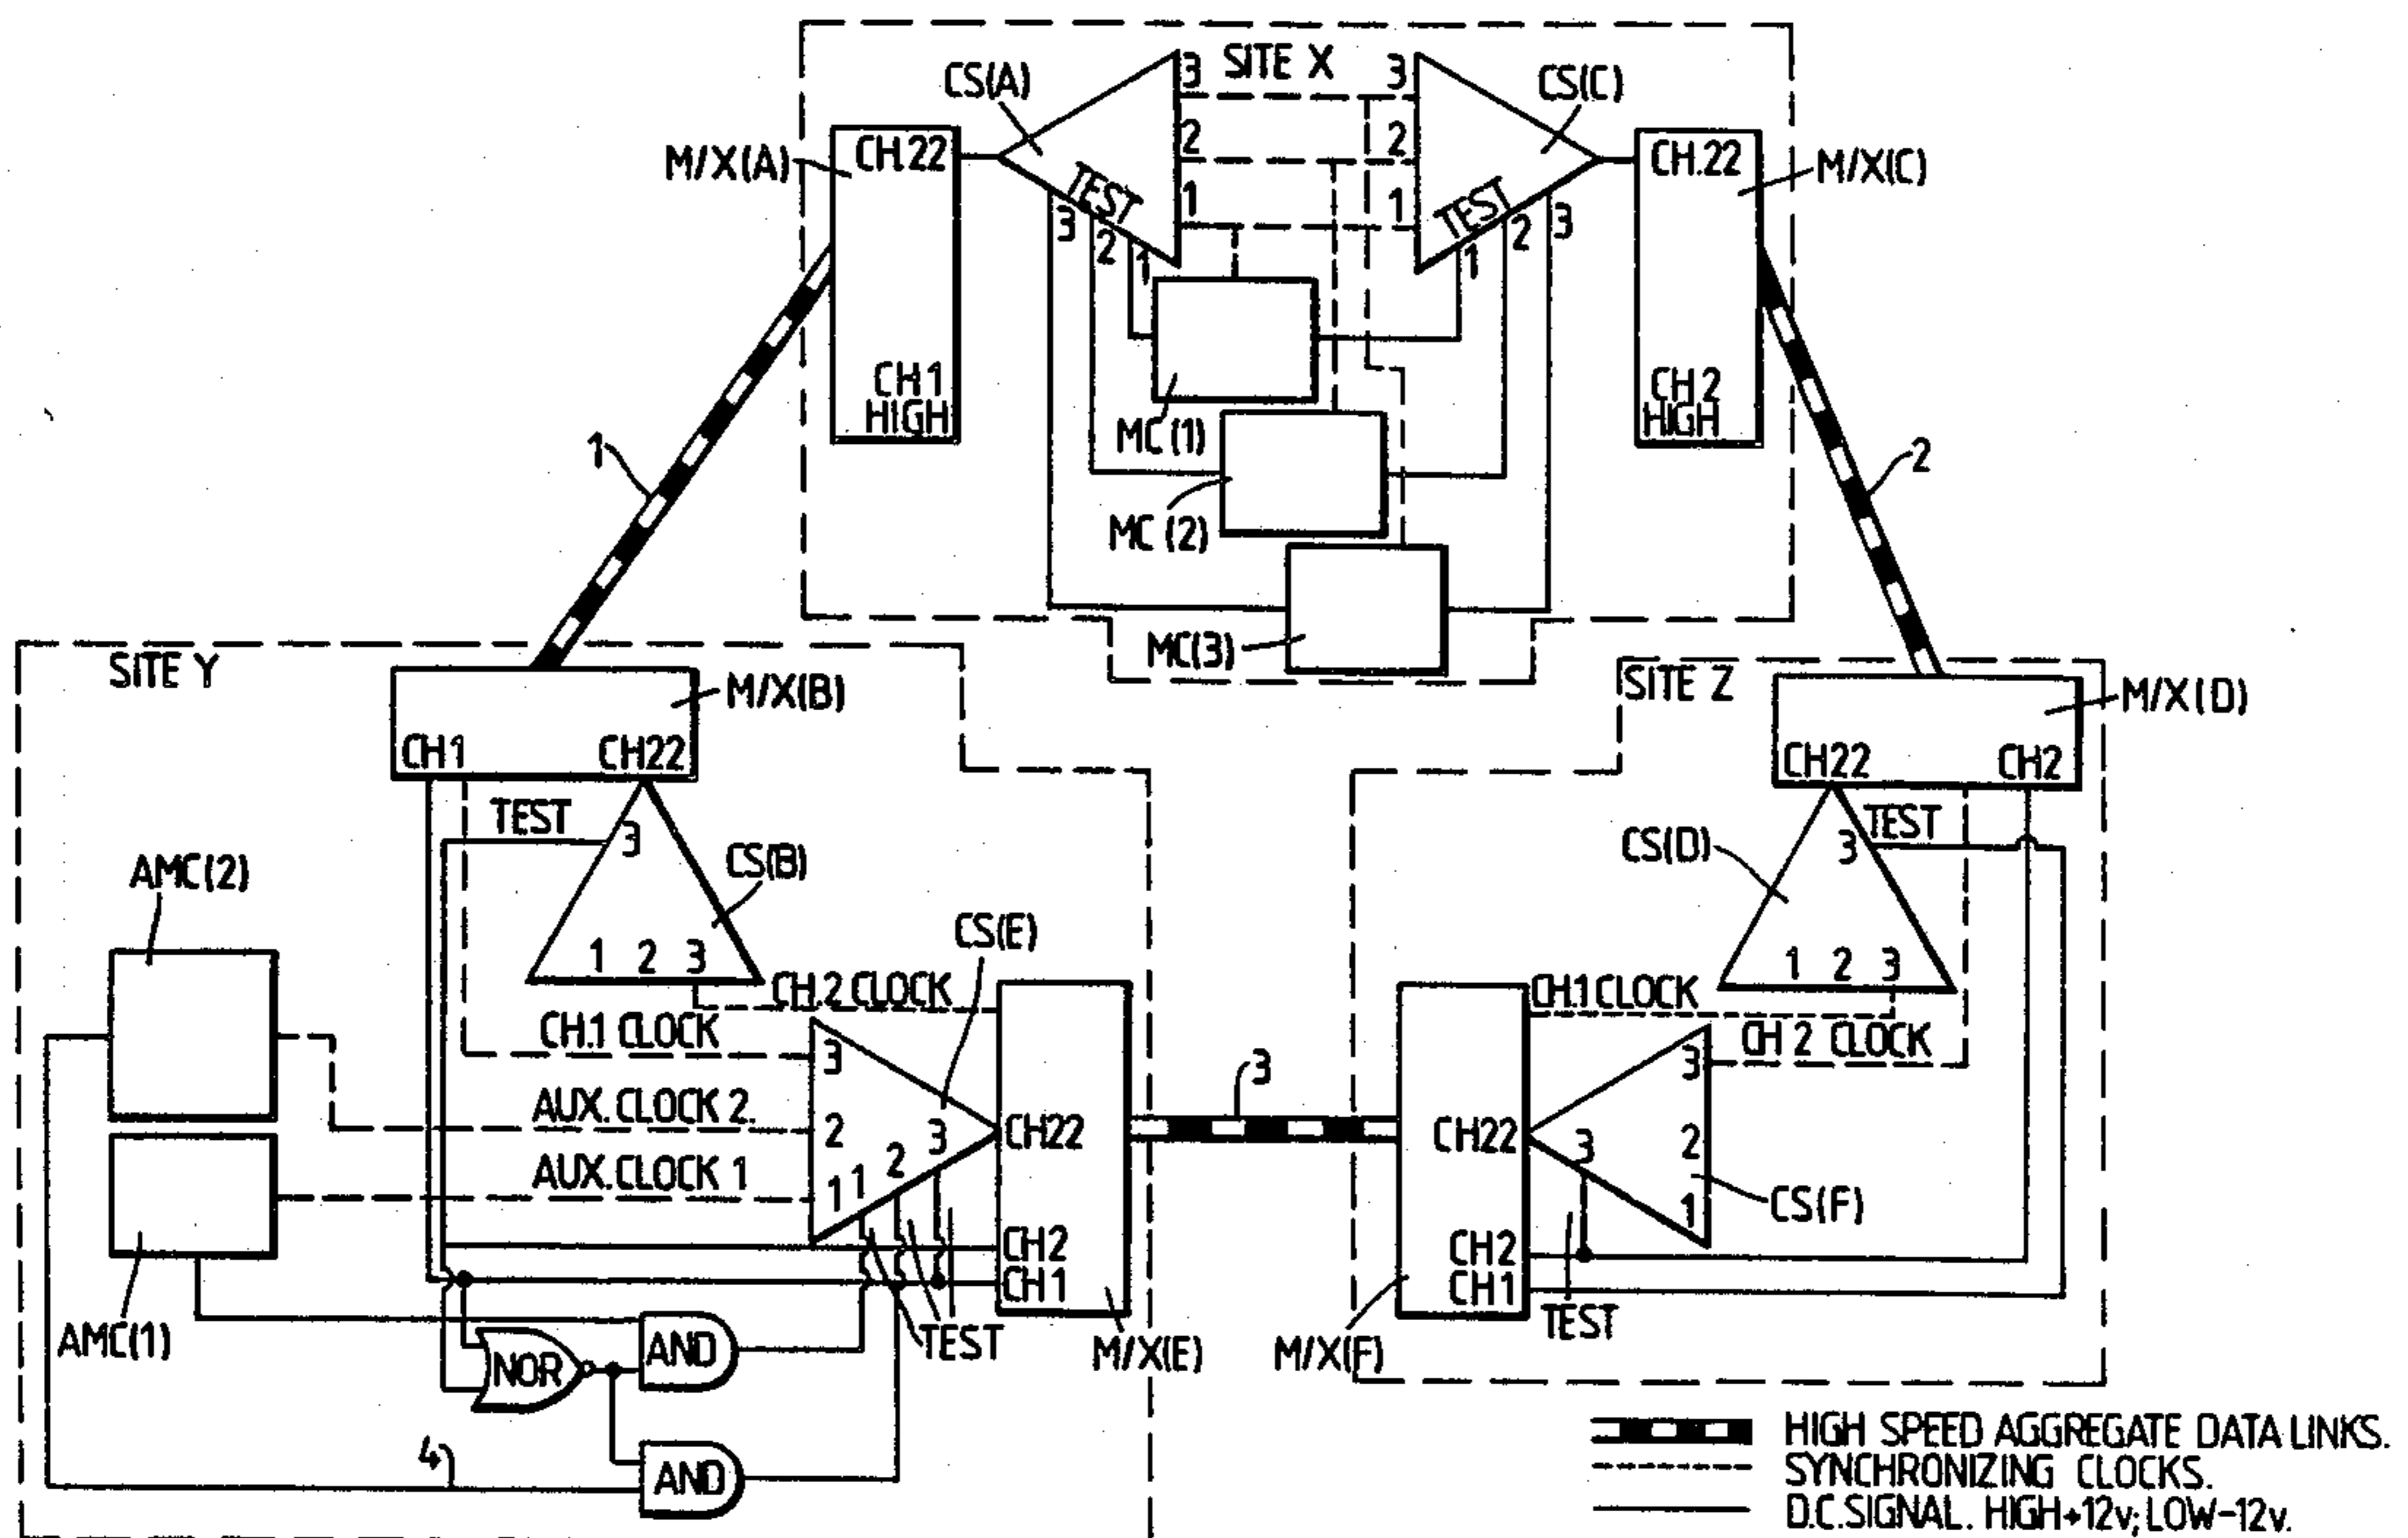 SITE X
CS(A)
3
2
1
TEST
3
2
1
3
2
1
TEST
1
2
3
CS(C)
M/X(A)
CH.22
CH1
HIGH
CH.22
CH2
HIGH
M/X(C)
MC(1)
MC(2)
MC(3)
1
2
SITE Y
M/X(B)
CH1
CH22
TEST
3
CS(B)
1 2 3
CH.2 CLOCK
CH.1 CLOCK
AUX. CLOCK 2.
AUX. CLOCK 1
AMC(2)
AMC(1)
CS(E)
3
2
1
1
2
3
CH22
CH2
CH1
TEST
M/X(E)
NOR
AND
AND
4
3
SITE Z
M/X(D)
CH22
CH2
TEST
3
CS(D)
1 2 3
CH.1 CLOCK
CH 2 CLOCK
3
2
1
3
CH22
CS(F)
CH2
CH1
TEST
M/X(F)
HIGH SPEED AGGREGATE DATA LINKS.
SYNCHRONIZING CLOCKS.
D.C.SIGNAL. HIGH+12v; LOW-12v.